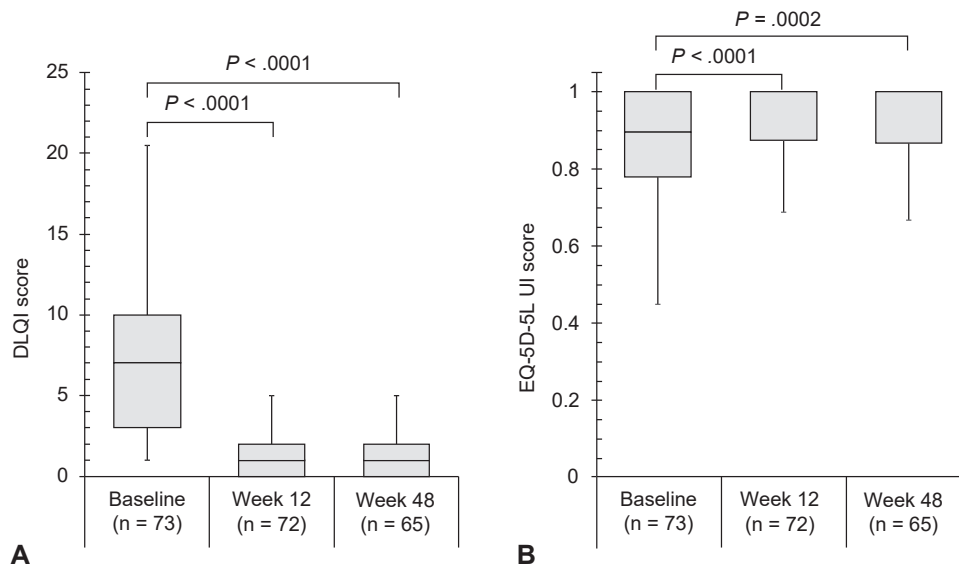 P < .0001
P < .0001
25
20
15
10
5
0
DLQI score
Baseline
(n = 73)
Week 12
(n = 72)
Week 48
(n = 65)
A
P = .0002
P < .0001
1
0.8
0.6
0.4
0.2
0
EQ-5D-5L UI score
Baseline
(n = 73)
Week 12
(n = 72)
Week 48
(n = 65)
B